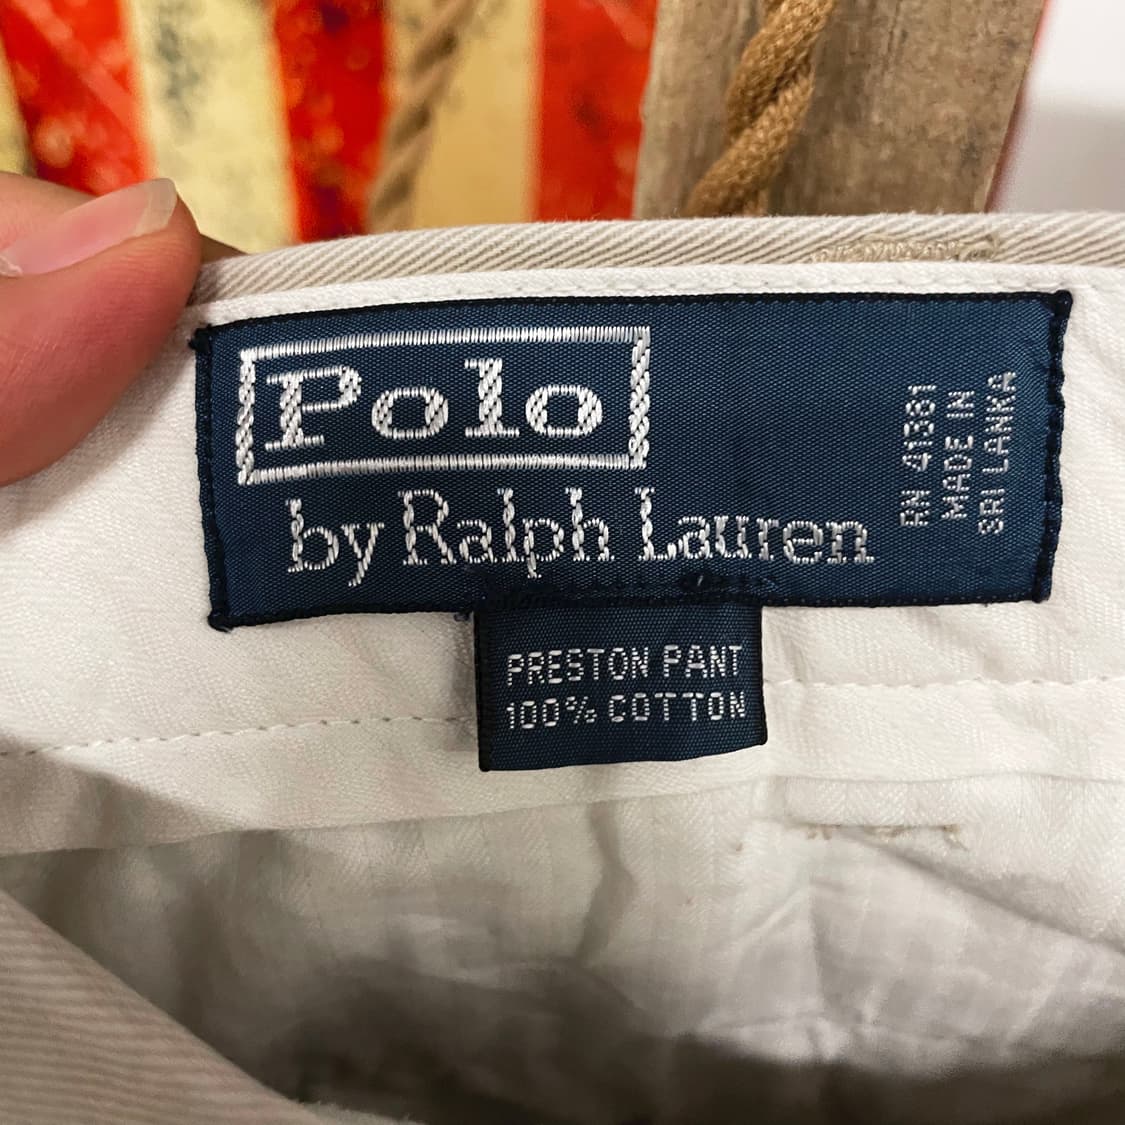 Polo
by Ralph Lauren
RN 41381
MADE IN
SRI LANKA
PRESTON PANT
100% COTTON